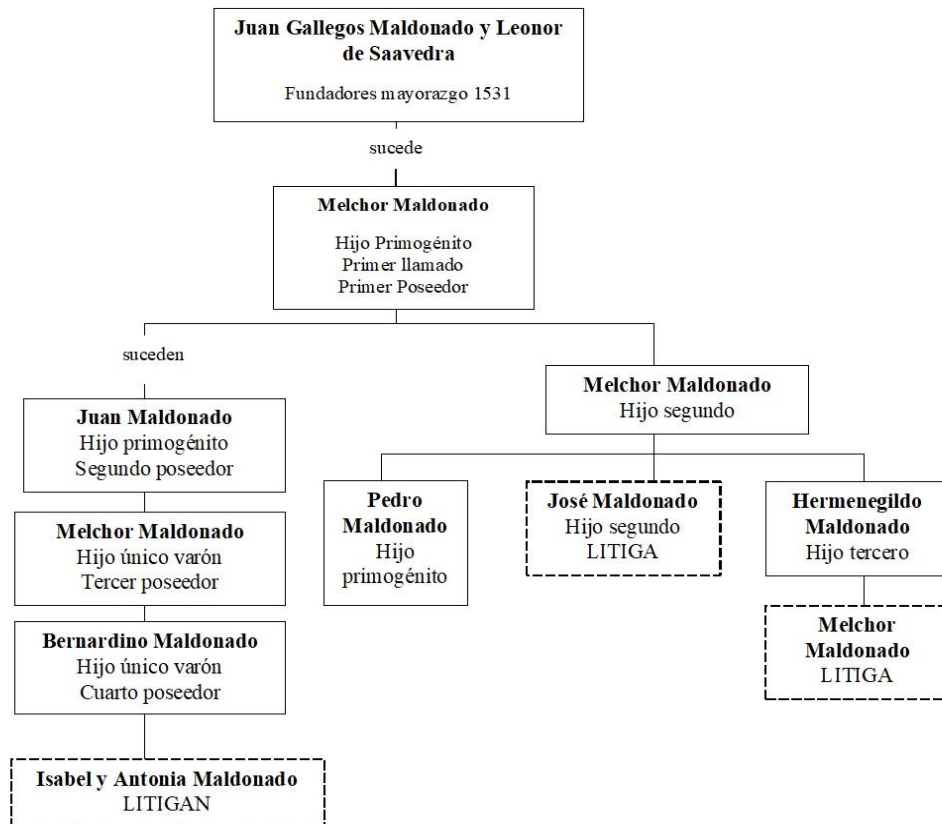 Juan Gallegos Maldonado y Leonor
de Saavedra
Fundadores mayorazgo 1531
sucede
Melchor Maldonado
Hijo Primogénito
Primer llamado
Primer Poseedor
suceden
Juan Maldonado
Hijo primogénito
Segundo poseedor
Melchor Maldonado
Hijo único varón
Tercer poseedor
Bernardino Maldonado
Hijo único varón
Cuarto poseedor
Isabel y Antonia Maldonado
LITIGAN
Melchor Maldonado
Hijo segundo
Pedro
Maldonado
Hijo
primogénito
José Maldonado
Hijo segundo
LITIGA
Hermenegildo
Maldonado
Hijo tercero
Melchor
Maldonado
LITIGA